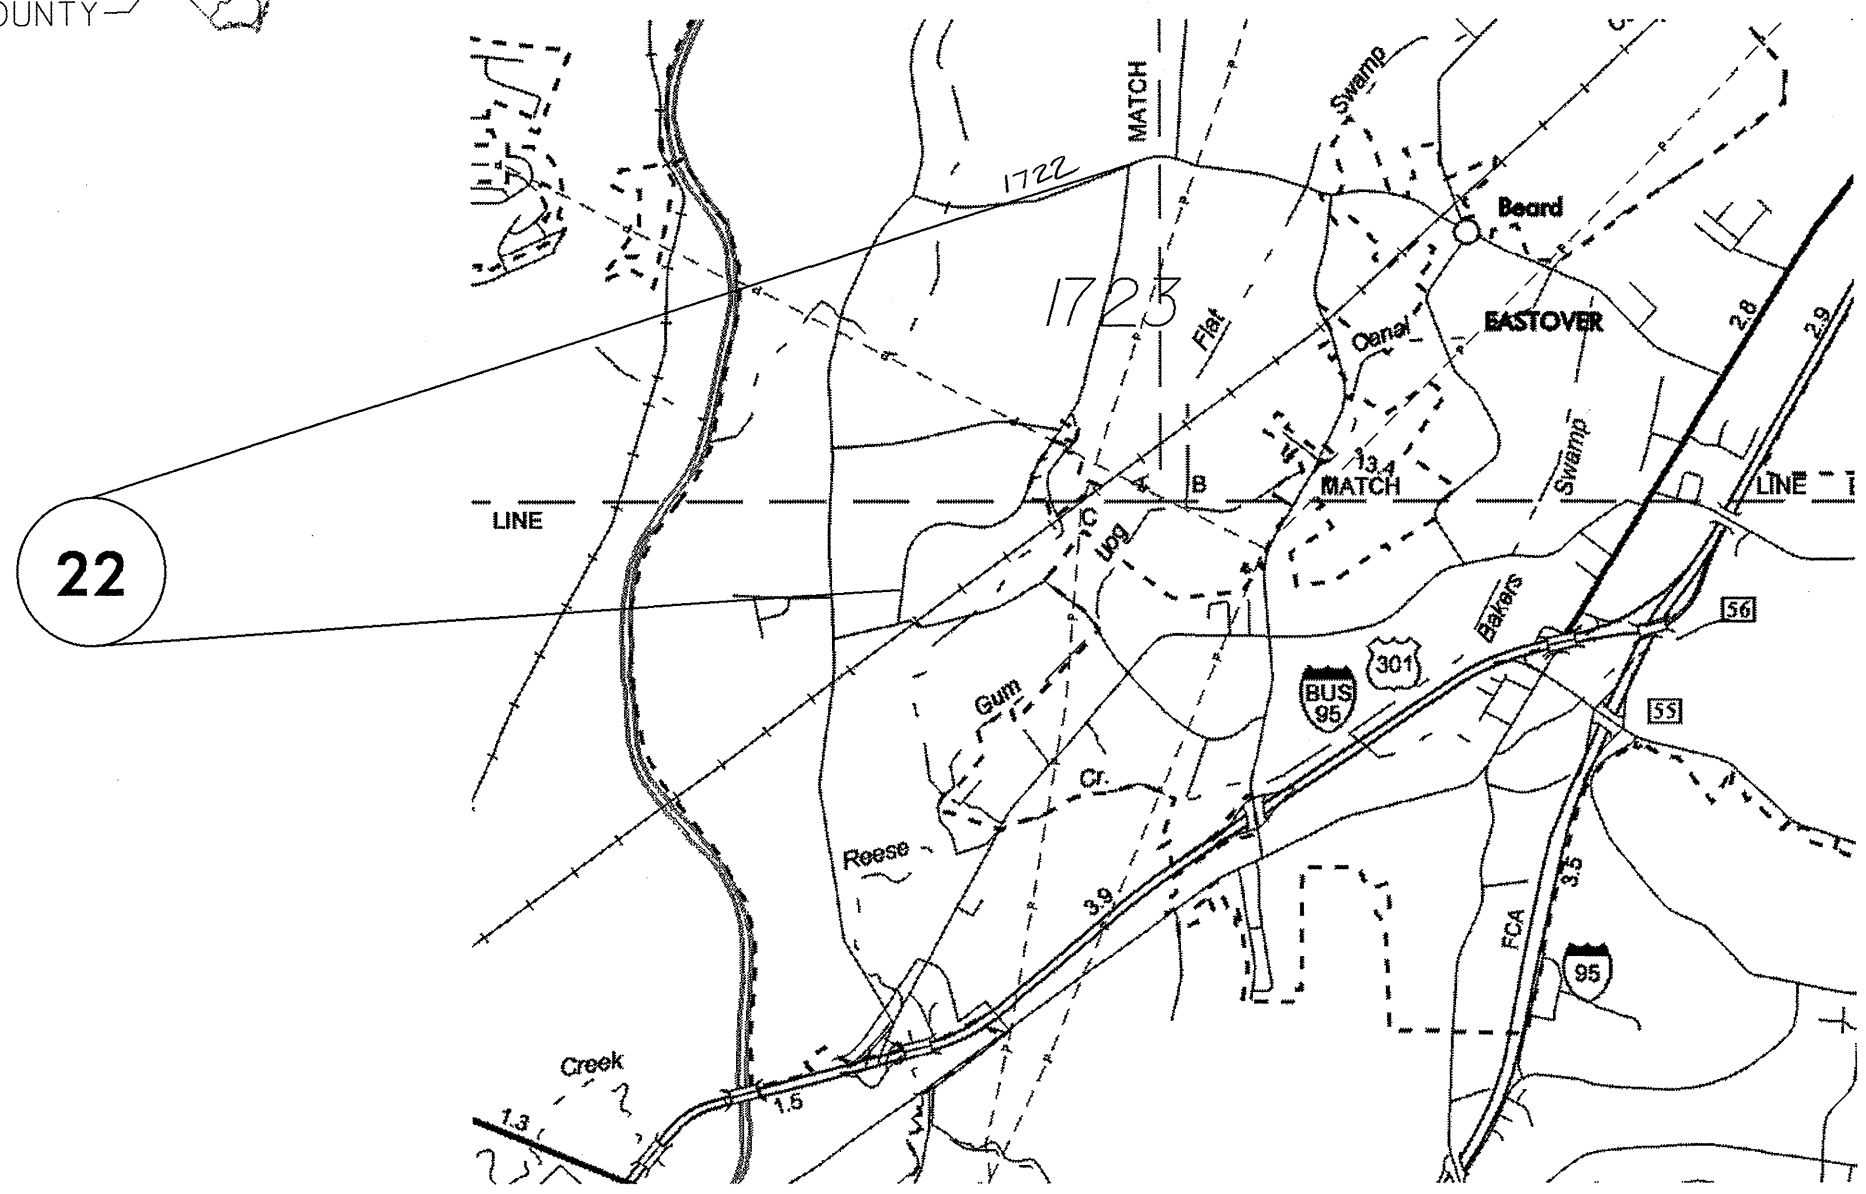 OUNTY
MATCH
Swamp
1722
Beard
1723
Flat
Canal
EASTOVER
2.8
2.9
Swamp
13.4
MATCH
A
B
LINE
LINE
C
22
Bakers
56
301
BUS
95
55
Gum
Cr.
Reese
3.9
3.5
FCA
95
Creek
1.5
1.3